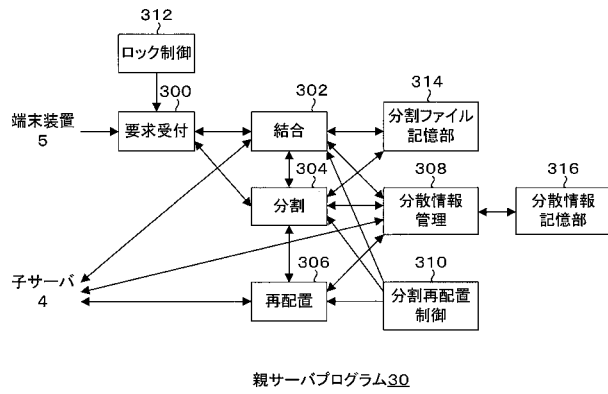 312
ロック制御
300
302
314
端末装置
5
要求受付
結合
分割ファイル
記憶部
304
308
316
分割
分散情報
管理
分散情報
記憶部
子サーバ
4
306
310
再配置
分割再配置
制御
親サーバプログラム30